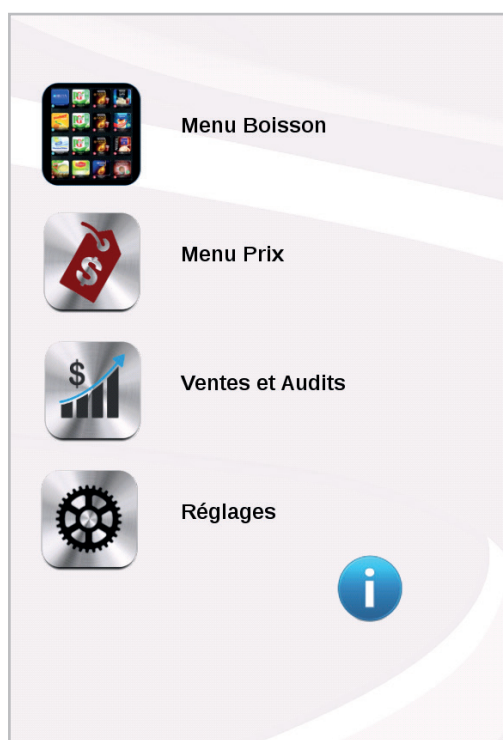 Menu Boisson
Menu Prix
$
Ventes et Audits
$
Réglages
i